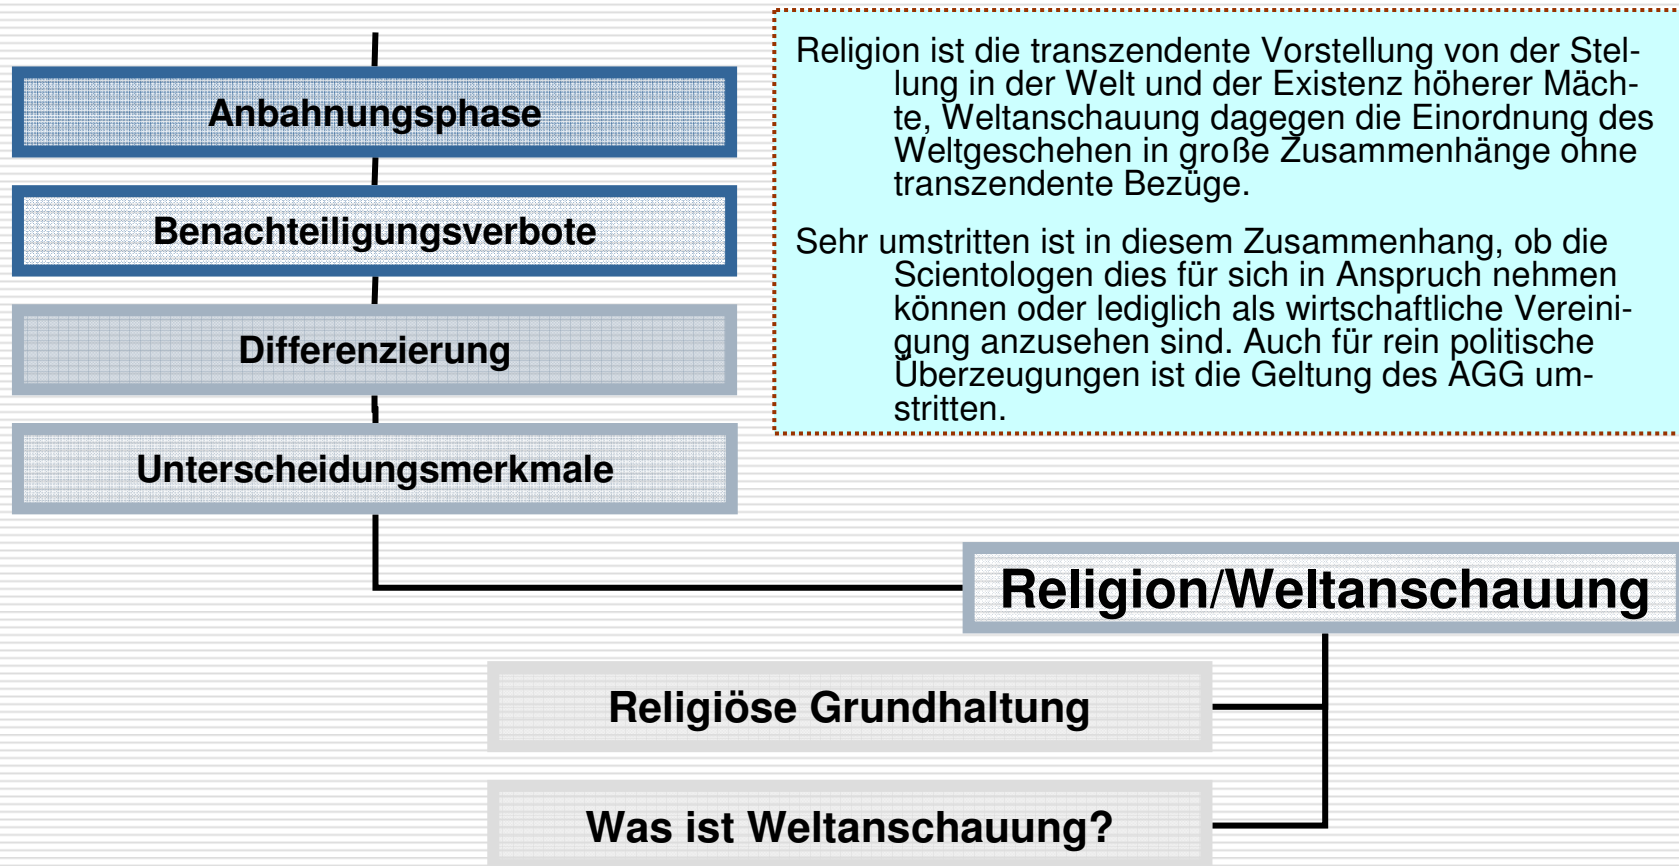 Anbahnungsphase
Benachteiligungsverbote
Differenzierung
Unterscheidungsmerkmale
Religion ist die transzendente Vorstellung von der Stel-
lung in der Welt und der Existenz höherer Mäch-
te, Weltanschauung dagegen die Einordnung des
Weltgeschehen in große Zusammenhänge ohne
transzendente Bezüge.
Sehr umstritten ist in diesem Zusammenhang, ob die
Scientologen dies für sich in Anspruch nehmen
können oder lediglich als wirtschaftliche Vereini-
gung anzusehen sind. Auch für rein politische
Überzeugungen ist die Geltung des AGG um-
stritten.
Religion/Weltanschauung
Religiöse Grundhaltung
Was ist Weltanschauung?